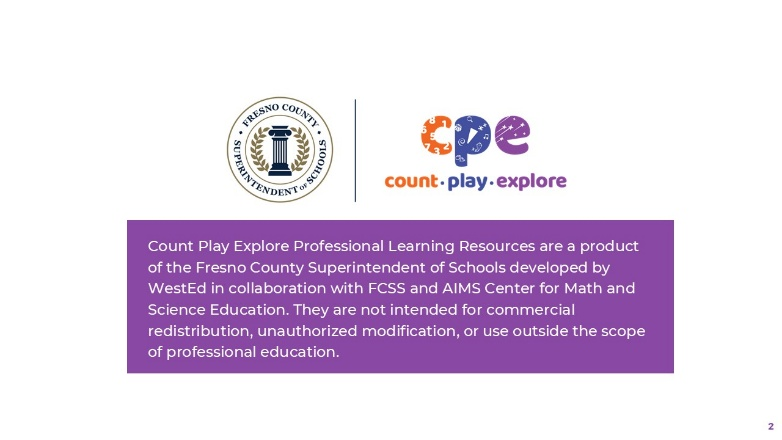 FRESNO COUNTY
SUPERINTENDENT OF SCHOOLS
cpe
count · play · explore
Count Play Explore Professional Learning Resources are a product
of the Fresno County Superintendent of Schools developed by
WestEd in collaboration with FCSS and AIMS Center for Math and
Science Education. They are not intended for commercial
redistribution, unauthorized modification, or use outside the scope
of professional education.
2